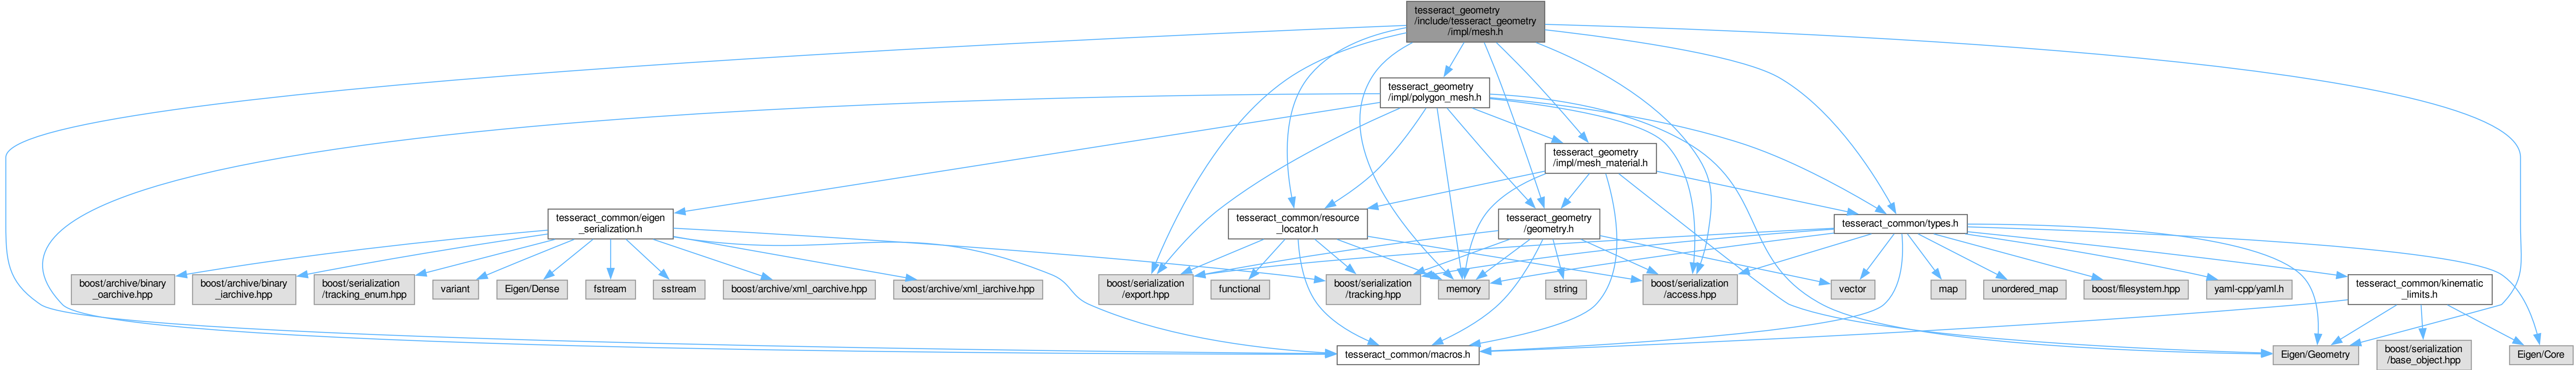 tesseract_geometry
/include/tesseract_geometry
/impl/mesh.h
tesseract_geometry
/impl/polygon_mesh.h
tesseract_geometry
/impl/mesh_material.h
tesseract_common/eigen
_serialization.h
tesseract_common/resource
_locator.h
tesseract_geometry
/geometry.h
tesseract_common/types.h
boost/archive/binary
_oarchive.hpp
boost/archive/binary
_iarchive.hpp
boost/serialization
/tracking_enum.hpp
variant
Eigen/Dense
fstream
sstream
boost/archive/xml_oarchive.hpp
boost/archive/xml_iarchive.hpp
boost/serialization
/export.hpp
functional
boost/serialization
/tracking.hpp
memory
string
boost/serialization
/access.hpp
vector
map
unordered_map
boost/filesystem.hpp
yaml-cpp/yaml.h
tesseract_common/kinematic
_limits.h
tesseract_common/macros.h
Eigen/Geometry
boost/serialization
/base_object.hpp
Eigen/Core